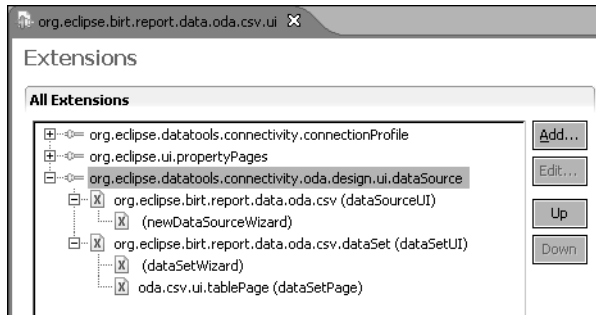 org.eclipse.birt.report.data.oda.csv.ui
Extensions
All Extensions
org.eclipse.datatools.connectivity.connectionProfile
org.eclipse.ui.propertyPages
org.eclipse.datatools.connectivity.oda.design.ui.dataSource
org.eclipse.birt.report.data.oda.csv (dataSourceUI)
(newDataSourceWizard)
org.eclipse.birt.report.data.oda.csv.dataSet (dataSetUI)
(dataSetWizard)
oda.csv.ui.tablePage (dataSetPage)
Add...
Edit...
Up
Down